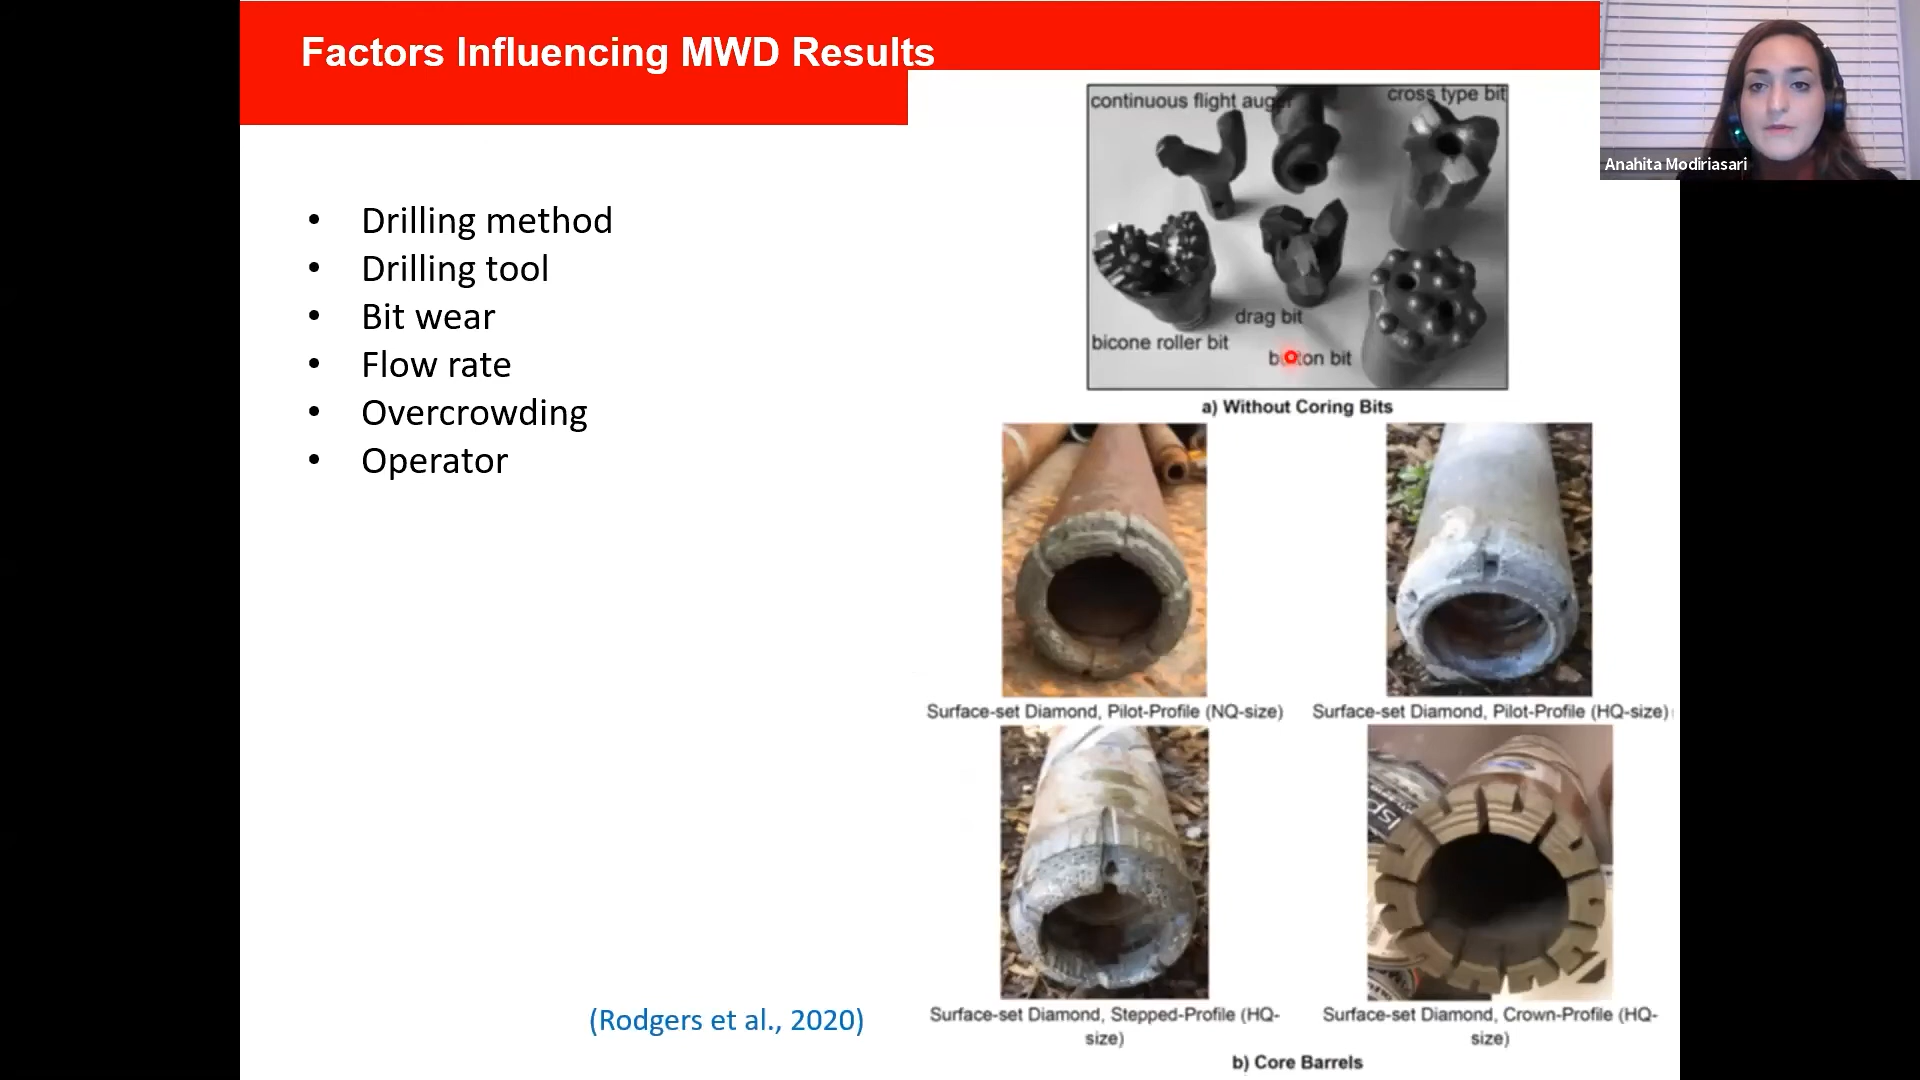 Factors Influencing MWD Results
Anahita Modiriasari
• Drilling method
• Drilling tool
• Bit wear
• Flow rate
• Overcrowding
• Operator
(Rodgers et al., 2020)
continuous flight auger
cross type bit
drag bit
bicone roller bit
button bit
a) Without Coring Bits
Surface-set Diamond, Pilot-Profile (NQ-size)
Surface-set Diamond, Pilot-Profile (HQ-size)
Surface-set Diamond, Stepped-Profile (HQ-
size)
Surface-set Diamond, Crown-Profile (HQ-
size)
b) Core Barrels